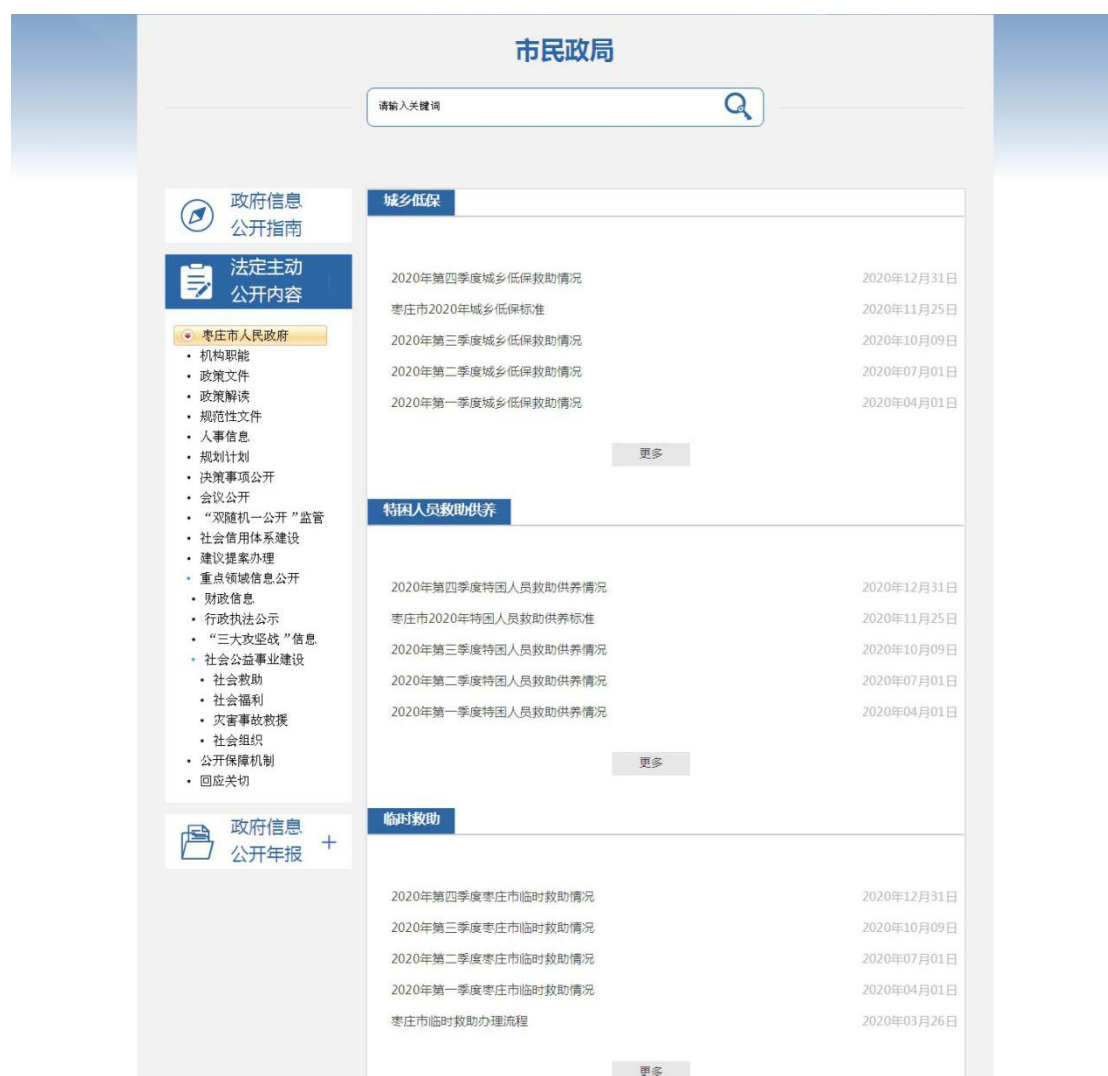 市民政局
请输入关键词
政府信息
公开指南
法定主动
公开内容
枣庄市人民政府
• 机构职能
• 政策文件
• 政策解读
• 规范性文件
• 人事信息
• 规划计划
• 决策事项公开
• 会议公开
• “双随机一公开”监管
• 社会信用体系建设
• 建议提案办理
• 重点领域信息公开
• 财政信息
• 行政执法公示
• “三大攻坚战”信息
• 社会公益事业建设
• 社会救助
• 社会福利
• 灾害事故救援
• 社会组织
• 公开保障机制
• 回应关切
政府信息
公开年报
+
城乡低保
2020年第四季度城乡低保救助情况 2020年12月31日
枣庄市2020年城乡低保标准 2020年11月25日
2020年第三季度城乡低保救助情况 2020年10月09日
2020年第二季度城乡低保救助情况 2020年07月01日
2020年第一季度城乡低保救助情况 2020年04月01日
更多
特困人员救助供养
2020年第四季度特困人员救助供养情况 2020年12月31日
枣庄市2020年特困人员救助供养标准 2020年11月25日
2020年第三季度特困人员救助供养情况 2020年10月09日
2020年第二季度特困人员救助供养情况 2020年07月01日
2020年第一季度特困人员救助供养情况 2020年04月01日
更多
临时救助
2020年第四季度枣庄市临时救助情况 2020年12月31日
2020年第三季度枣庄市临时救助情况 2020年10月09日
2020年第二季度枣庄市临时救助情况 2020年07月01日
2020年第一季度枣庄市临时救助情况 2020年04月01日
枣庄市临时救助办理流程 2020年03月26日
更多